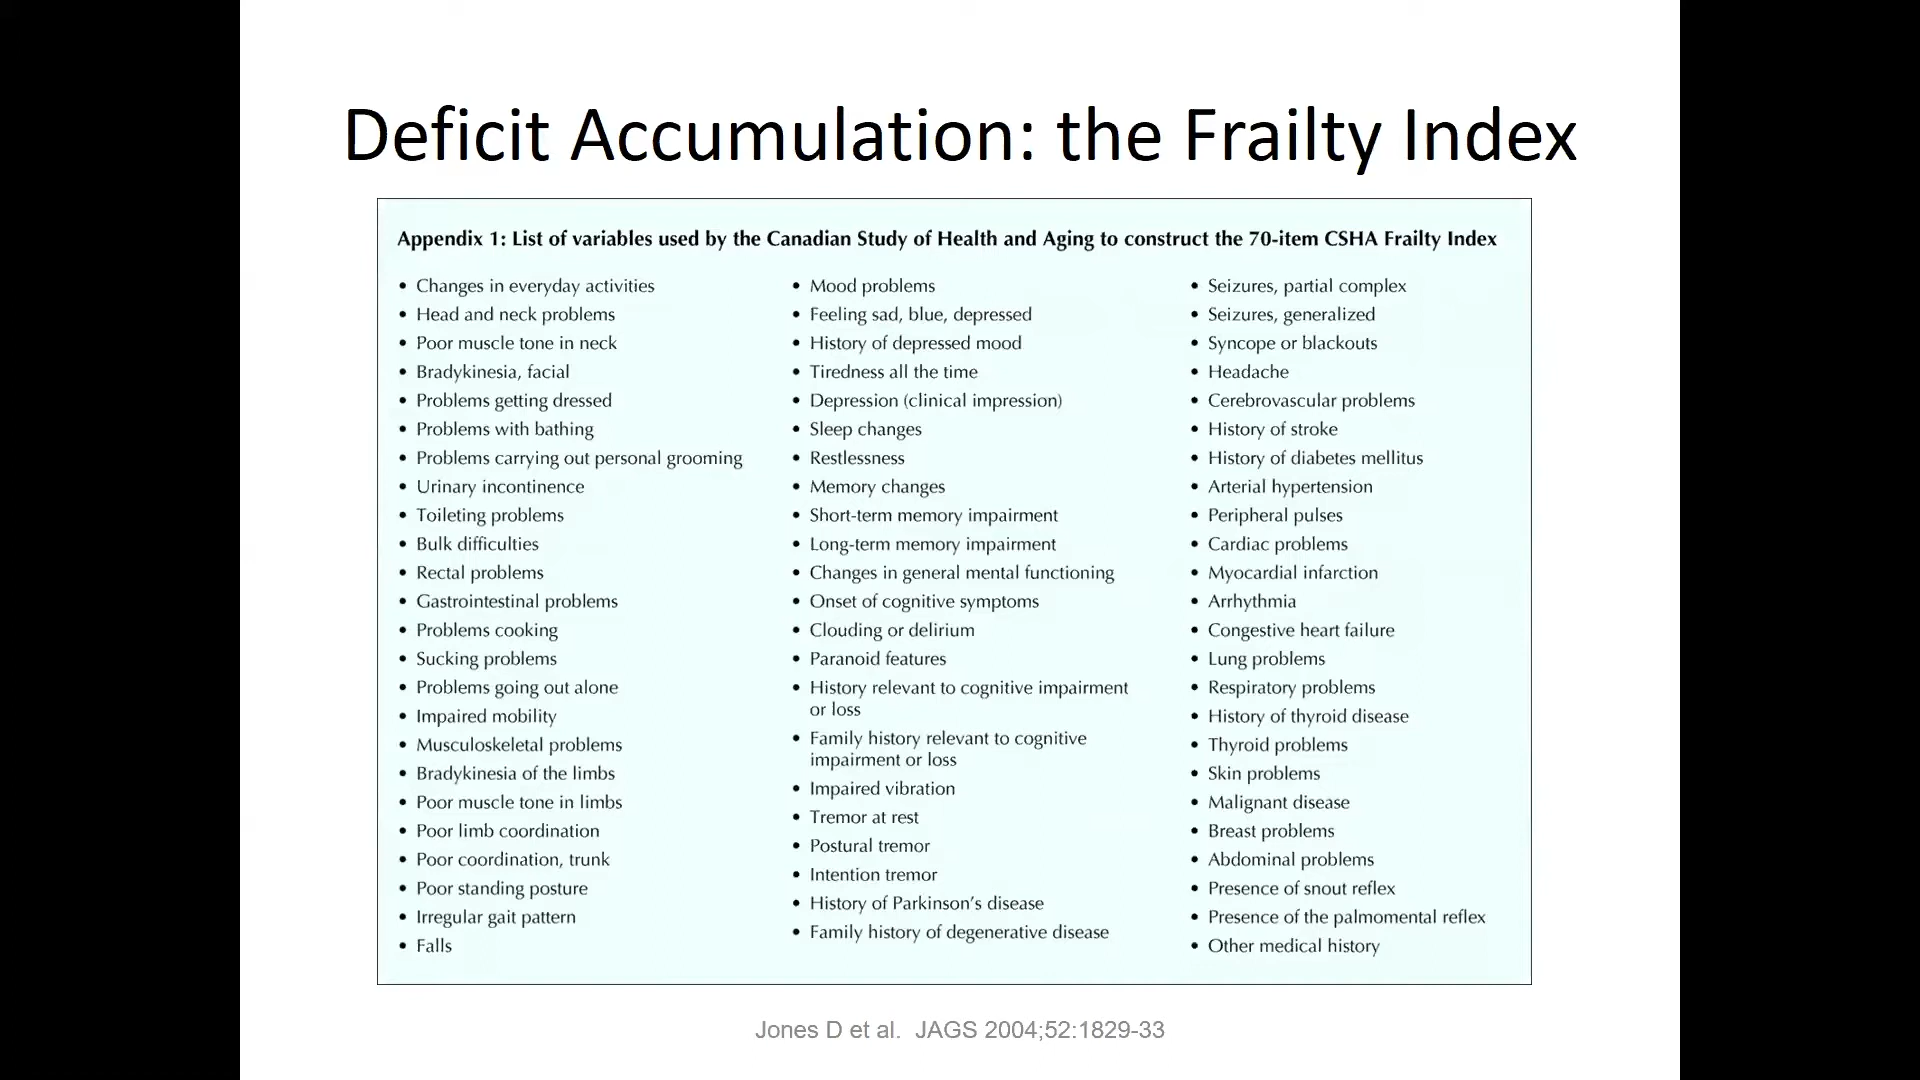 Deficit Accumulation: the Frailty Index
Appendix 1: List of variables used by the Canadian Study of Health and Aging to construct the 70-item CSHA Frailty Index
• Changes in everyday activities
• Head and neck problems
• Poor muscle tone in neck
• Bradykinesia, facial
• Problems getting dressed
• Problems with bathing
• Problems carrying out personal grooming
• Urinary incontinence
• Toileting problems
• Bulk difficulties
• Rectal problems
• Gastrointestinal problems
• Problems cooking
• Sucking problems
• Problems going out alone
• Impaired mobility
• Musculoskeletal problems
• Bradykinesia of the limbs
• Poor muscle tone in limbs
• Poor limb coordination
• Poor coordination, trunk
• Poor standing posture
• Irregular gait pattern
• Falls
• Mood problems
• Feeling sad, blue, depressed
• History of depressed mood
• Tiredness all the time
• Depression (clinical impression)
• Sleep changes
• Restlessness
• Memory changes
• Short-term memory impairment
• Long-term memory impairment
• Changes in general mental functioning
• Onset of cognitive symptoms
• Clouding or delirium
• Paranoid features
• History relevant to cognitive impairment
or loss
• Family history relevant to cognitive
impairment or loss
• Impaired vibration
• Tremor at rest
• Postural tremor
• Intention tremor
• History of Parkinson's disease
• Family history of degenerative disease
• Seizures, partial complex
• Seizures, generalized
• Syncope or blackouts
• Headache
• Cerebrovascular problems
• History of stroke
• History of diabetes mellitus
• Arterial hypertension
• Peripheral pulses
• Cardiac problems
• Myocardial infarction
• Arrhythmia
• Congestive heart failure
• Lung problems
• Respiratory problems
• History of thyroid disease
• Thyroid problems
• Skin problems
• Malignant disease
• Breast problems
• Abdominal problems
• Presence of snout reflex
• Presence of the palmomental reflex
• Other medical history
Jones D et al. JAGS 2004;52:1829-33